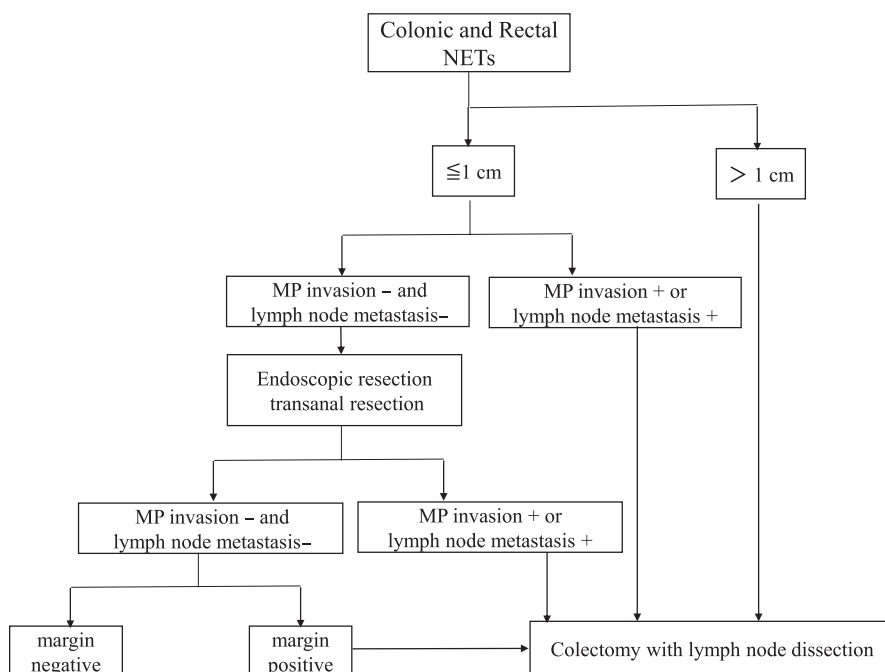 Colonic and Rectal
NETs
≦1 cm
> 1 cm
MP invasion – and
lymph node metastasis–
MP invasion + or
lymph node metastasis +
Endoscopic resection
transanal resection
MP invasion – and
lymph node metastasis–
MP invasion + or
lymph node metastasis +
margin
negative
margin
positive
Colectomy with lymph node dissection